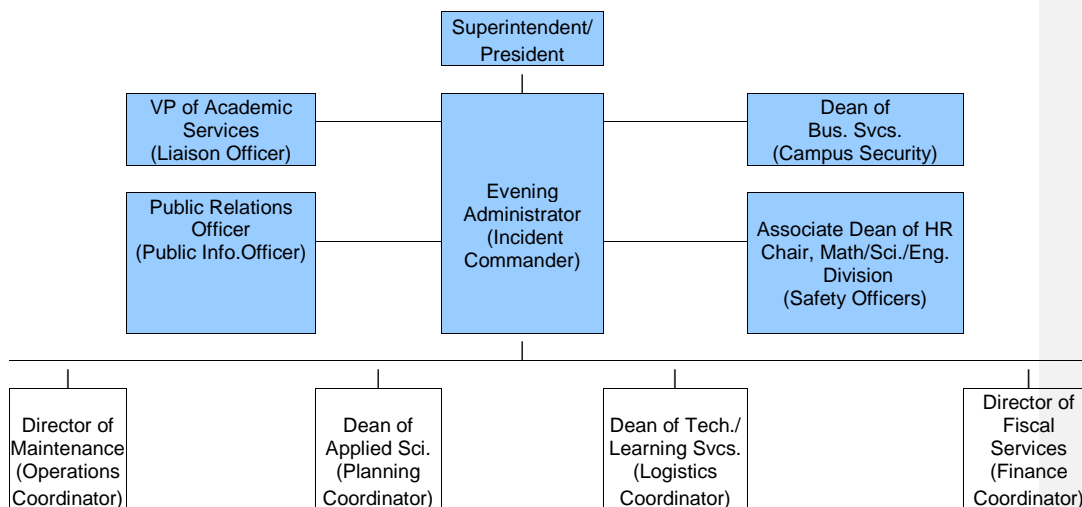 Superintendent/
President
VP of Academic
Services
(Liaison Officer)
Dean of
Bus. Svcs.
(Campus Security)
Public Relations
Officer
(Public Info.Officer)
Evening
Administrator
(Incident
Commander)
Associate Dean of HR
Chair, Math/Sci./Eng.
Division
(Safety Officers)
Director of
Maintenance
(Operations
Coordinator)
Dean of
Applied Sci.
(Planning
Coordinator)
Dean of Tech./
Learning Svcs.
(Logistics
Coordinator)
Director of
Fiscal
Services
(Finance
Coordinator)